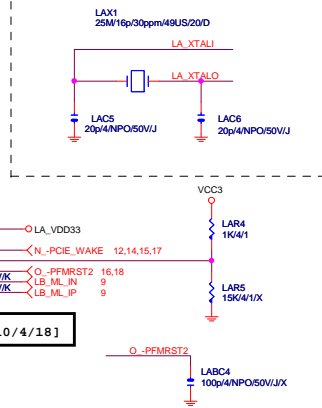 LAX1
25M/16p/30ppm/49US/20/D
LA_XTALI
LA_XTALO
LAC5
20p/4/NPO/50V/J
LAC6
20p/4/NPO/50V/J
VCC3
LA_VDD33
LAR4
1K/4/1
N_-PCIE_WAKE 12,14,15,17
O_-PFMRST2 16,18
/K LB_ML_IN 9
/K LB_ML_IP 9
LAR5
15K/4/1/X
0/4/18]
O_-PFMRST2
LABC4
100p/4/NPO/50V/J/X